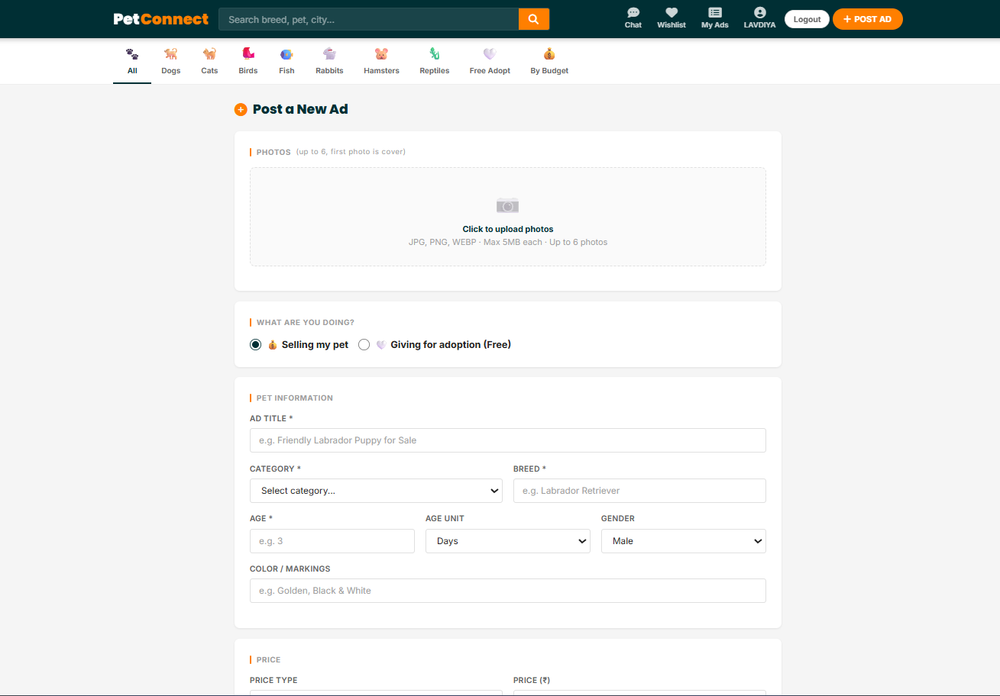 PetConnect
Search breed, pet, city...
Chat Wishlist My Ads LAVDIYA Logout + POST AD
All Dogs Cats Birds Fish Rabbits Hamsters Reptiles Free Adopt By Budget
Post a New Ad
PHOTOS (up to 6, first photo is cover)
Click to upload photos
JPG, PNG, WEBP · Max 5MB each · Up to 6 photos
WHAT ARE YOU DOING?
Selling my pet Giving for adoption (Free)
PET INFORMATION
AD TITLE *
e.g. Friendly Labrador Puppy for Sale
CATEGORY * BREED *
Select category... e.g. Labrador Retriever
AGE * AGE UNIT GENDER
e.g. 3 Days Male
COLOR / MARKINGS
e.g. Golden, Black & White
PRICE
PRICE TYPE PRICE (₹)